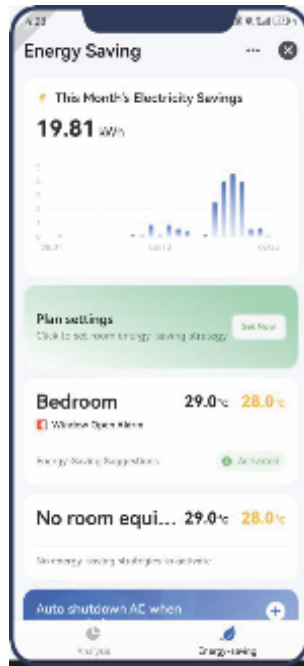 4:23
Energy Saving
This Month's Electricity Savings
19.81 kWh
Plan settings
Click to set room energy-saving strategy
Set Now
Bedroom 29.0℃ 28.0℃
Window Open Alarm
Energy-Saving Suggestions Activated
No room equi... 29.0℃ 28.0℃
No energy-saving strategies to activate
Auto shutdown AC when
Analysis Energy-saving